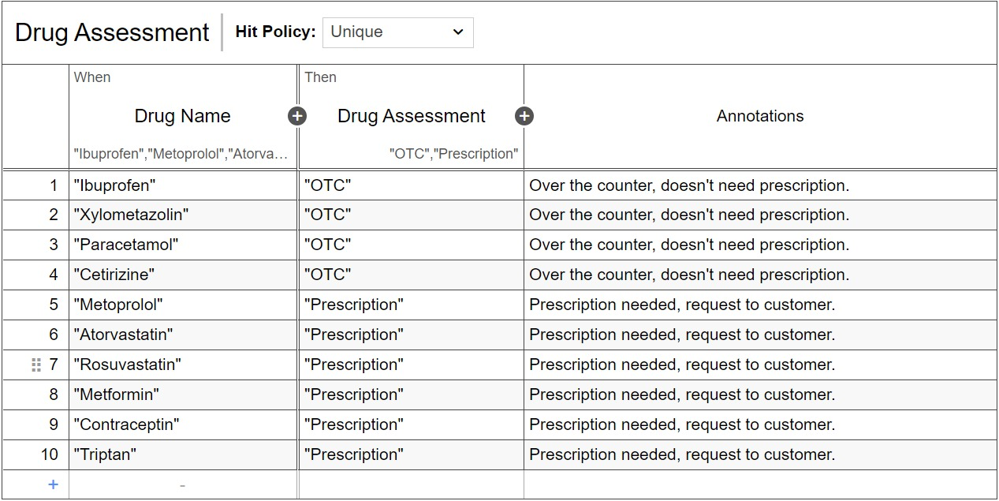 Drug Assessment Hit Policy: Unique
When Then
Drug Name + Drug Assessment + Annotations
"Ibuprofen","Metoprolol","Atorva… "OTC","Prescription"
1 "Ibuprofen" "OTC" Over the counter, doesn't need prescription.
2 "Xylometazolin" "OTC" Over the counter, doesn't need prescription.
3 "Paracetamol" "OTC" Over the counter, doesn't need prescription.
4 "Cetirizine" "OTC" Over the counter, doesn't need prescription.
5 "Metoprolol" "Prescription" Prescription needed, request to customer.
6 "Atorvastatin" "Prescription" Prescription needed, request to customer.
7 "Rosuvastatin" "Prescription" Prescription needed, request to customer.
8 "Metformin" "Prescription" Prescription needed, request to customer.
9 "Contraceptin" "Prescription" Prescription needed, request to customer.
10 "Triptan" "Prescription" Prescription needed, request to customer.
+ -